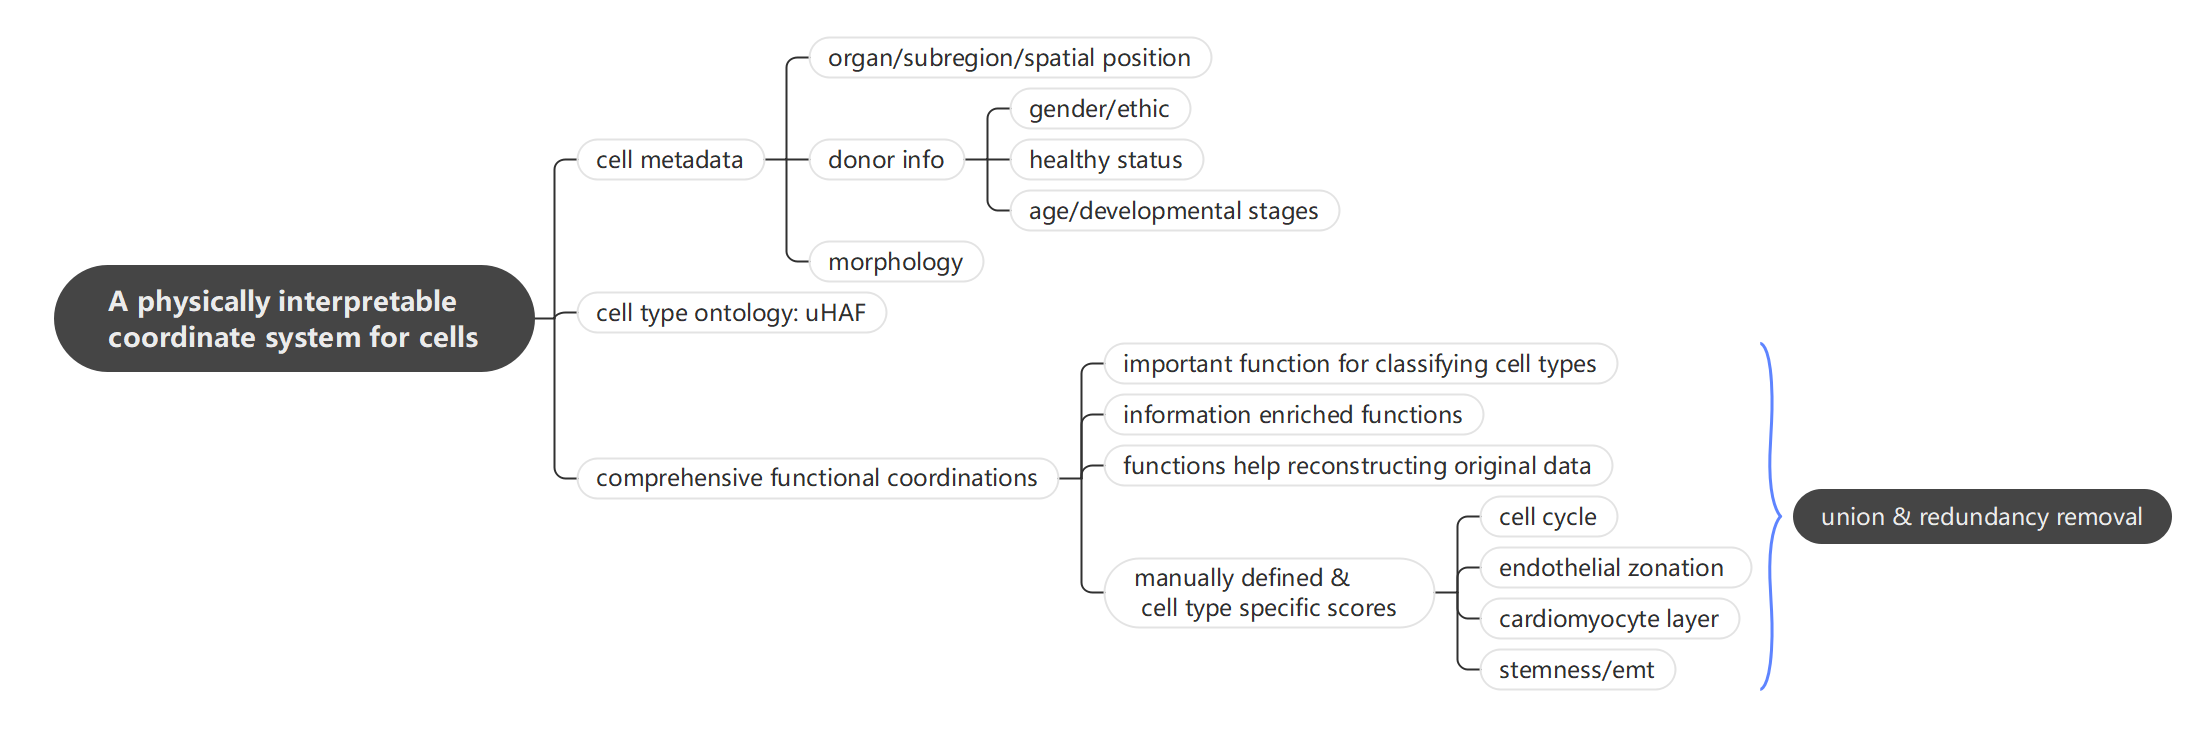 A physically interpretable
coordinate system for cells
cell metadata
organ/subregion/spatial position
donor info
gender/ethic
healthy status
age/developmental stages
morphology
cell type ontology: uHAF
comprehensive functional coordinations
important function for classifying cell types
information enriched functions
functions help reconstructing original data
manually defined &
cell type specific scores
cell cycle
endothelial zonation
cardiomyocyte layer
stemness/emt
union & redundancy removal